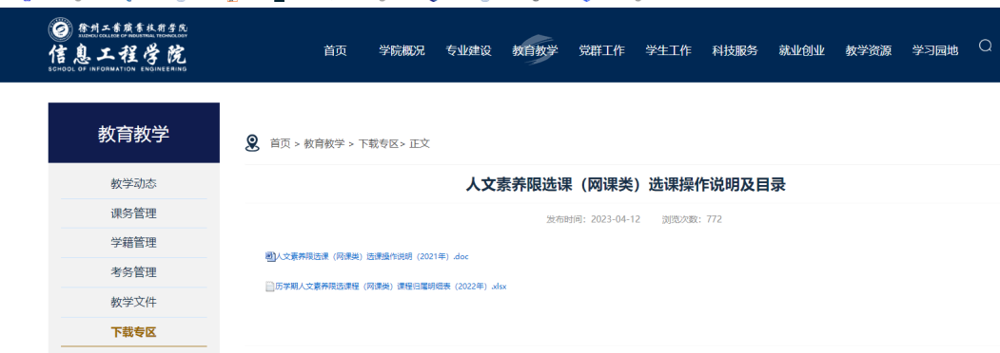 徐州工业职业技术学院
XUZHOU COLLEGE OF INDUSTRIAL TECHNOLOGY
信息工程学院
SCHOOL OF INFORMATION ENGINEERING
首页 学院概况 专业建设 教育教学 党群工作 学生工作 科技服务 就业创业 教学资源 学习园地
教育教学
教学动态
课务管理
学籍管理
考务管理
教学文件
下载专区
首页 > 教育教学 > 下载专区> 正文
人文素养限选课（网课类）选课操作说明及目录
发布时间：2023-04-12 浏览次数：772
人文素养限选课（网课类）选课操作说明（2021年）.doc
历学期人文素养限选课程（网课类）课程归属明细表（2022年）.xlsx